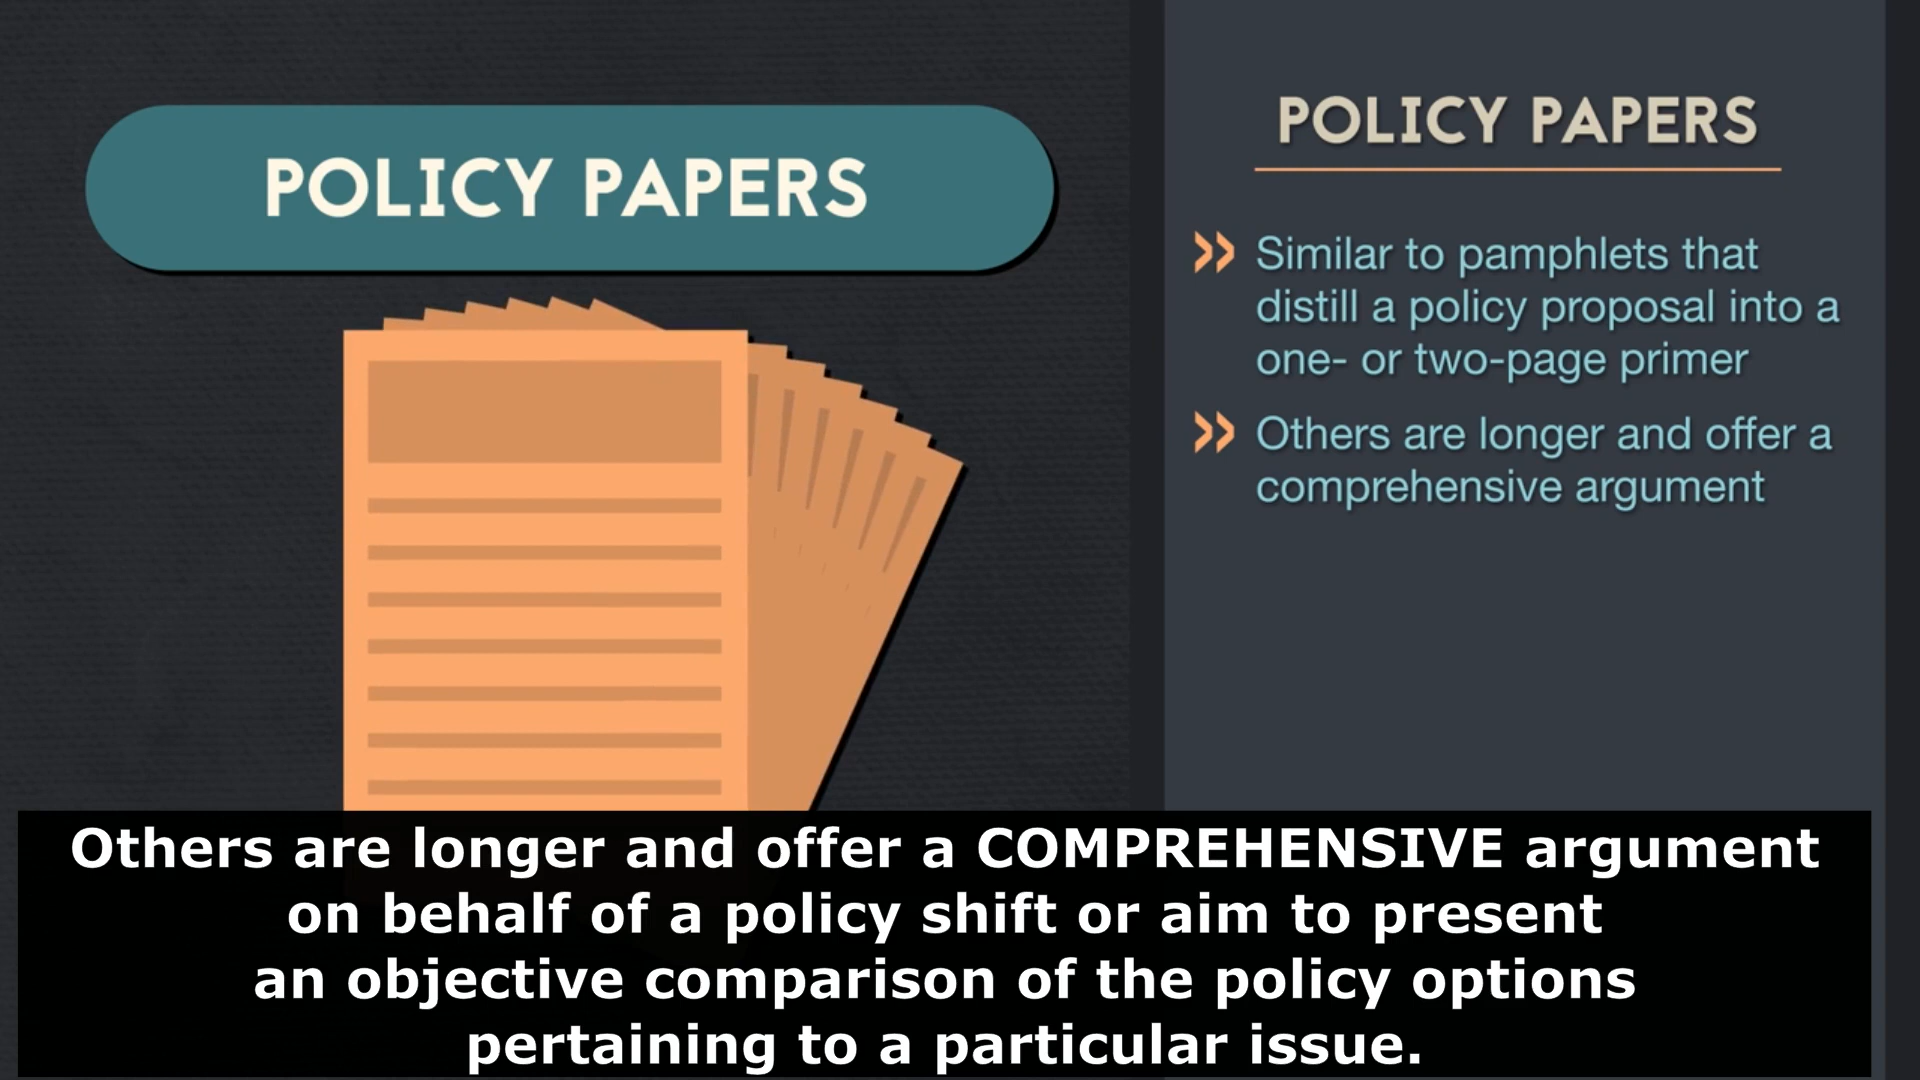 POLICY PAPERS
POLICY PAPERS
Similar to pamphlets that
distill a policy proposal into a
one- or two-page primer
Others are longer and offer a
comprehensive argument
Others are longer and offer a COMPREHENSIVE argument
on behalf of a policy shift or aim to present
an objective comparison of the policy options
pertaining to a particular issue.